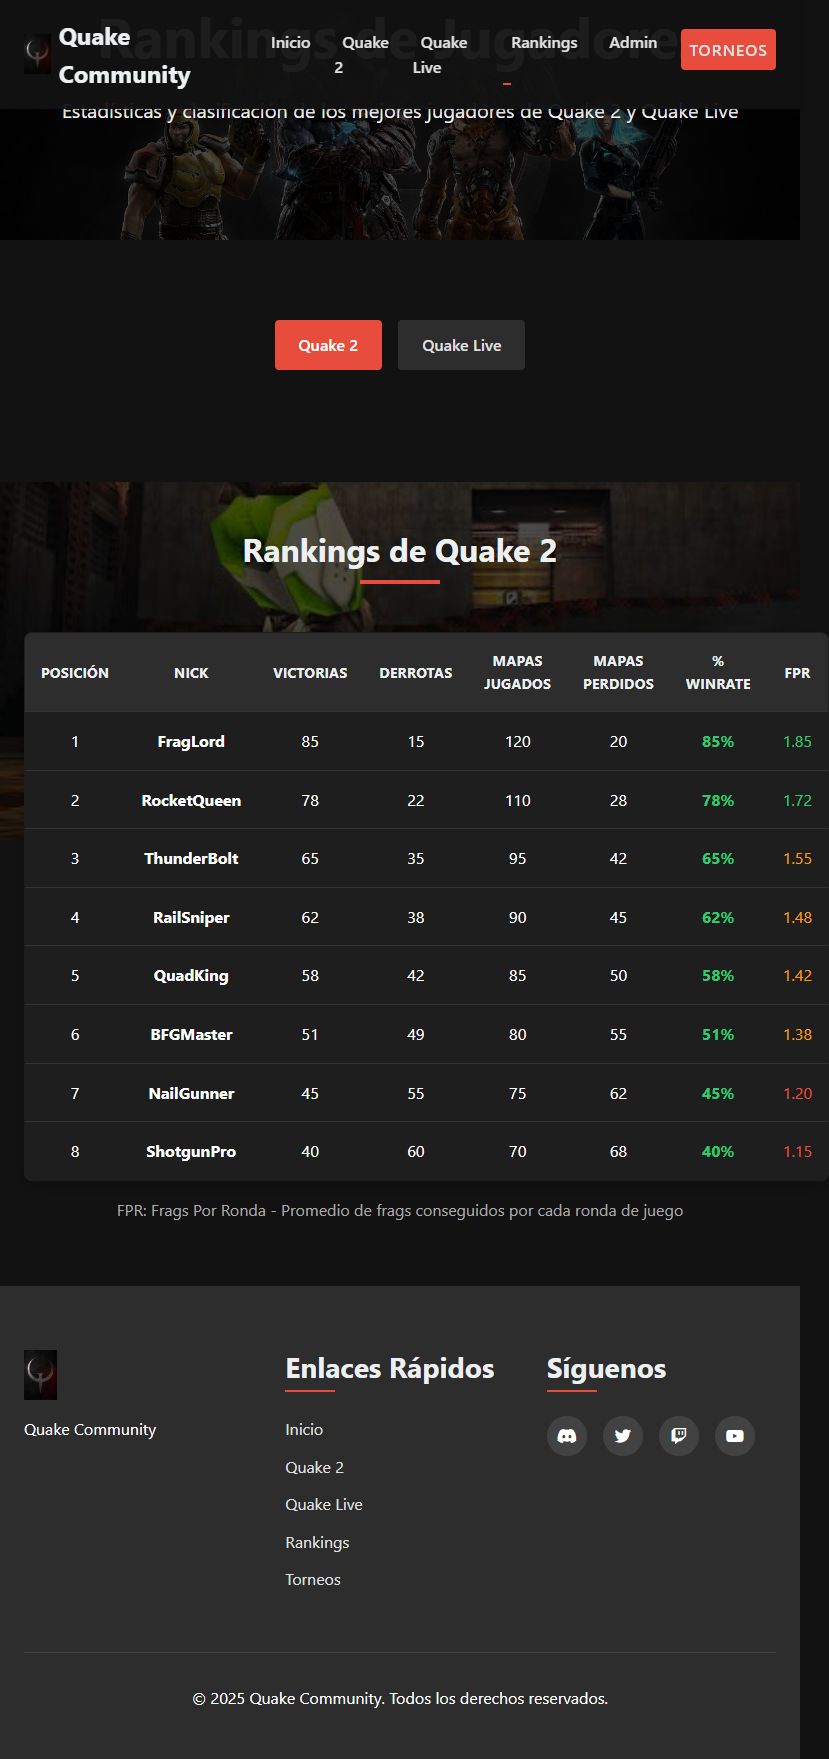 Rankings de Jugadores
Quake
Community
Inicio
Quake
2
Quake
Live
Rankings
Admin
TORNEOS
Estadísticas y clasificación de los mejores jugadores de Quake 2 y Quake Live
Quake 2
Quake Live
Rankings de Quake 2
POSICIÓN NICK VICTORIAS DERROTAS MAPAS JUGADOS MAPAS PERDIDOS % WINRATE FPR
1 FragLord 85 15 120 20 85% 1.85
2 RocketQueen 78 22 110 28 78% 1.72
3 ThunderBolt 65 35 95 42 65% 1.55
4 RailSniper 62 38 90 45 62% 1.48
5 QuadKing 58 42 85 50 58% 1.42
6 BFGMaster 51 49 80 55 51% 1.38
7 NailGunner 45 55 75 62 45% 1.20
8 ShotgunPro 40 60 70 68 40% 1.15
FPR: Frags Por Ronda - Promedio de frags conseguidos por cada ronda de juego
Quake Community
Enlaces Rápidos
Inicio
Quake 2
Quake Live
Rankings
Torneos
Síguenos
© 2025 Quake Community. Todos los derechos reservados.